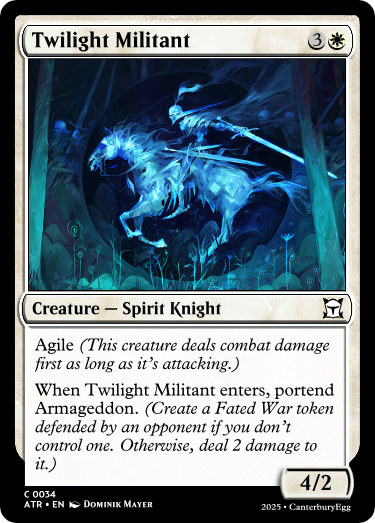 Twilight Militant 3
Creature — Spirit Knight
Agile (This creature deals combat damage
first as long as it's attacking.)
When Twilight Militant enters, portend
Armageddon. (Create a Fated War token
defended by an opponent if you don't
control one. Otherwise, deal 2 damage to
it.)
4/2
C 0034
ATR • EN Dominik Mayer
2025 • CanterburyEgg